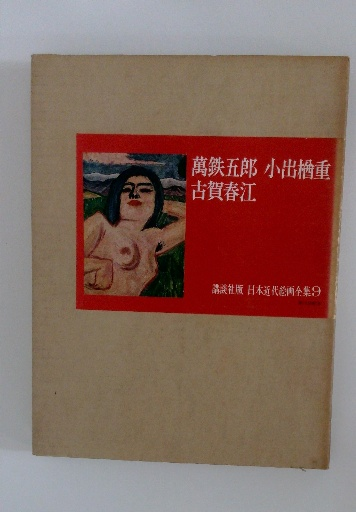 萬鉄五郎 小出楢重
古賀春江
講談社版 日本近代絵画全集9